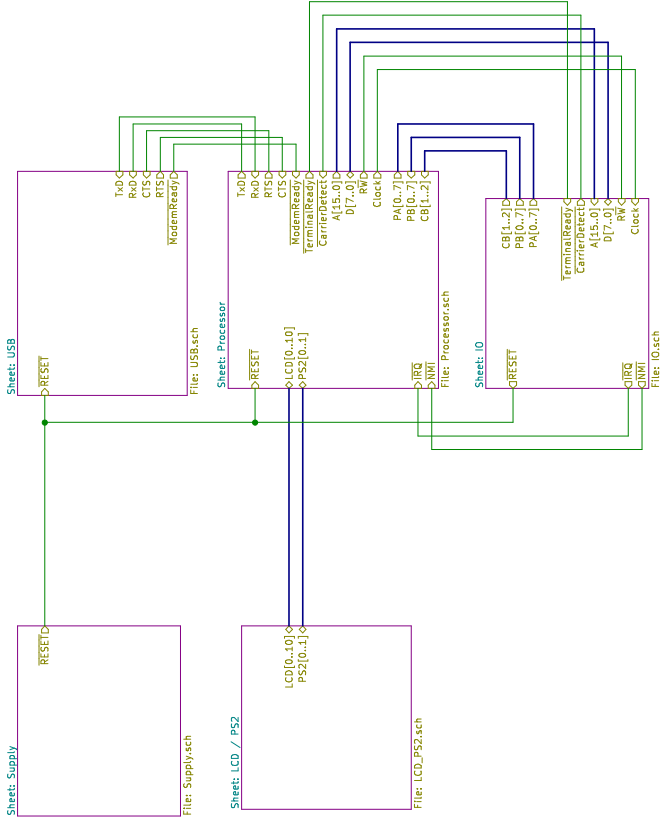 Sheet: USB
TxD
RxD
CTS
RTS
ModemReady
RESET
File: USB.sch
Sheet: Processor
TxD
RxD
RTS
CTS
ModemReady
TerminalReady
CarrierDetect
A[15..0]
D[7..0]
RW
Clock
PA[0..7]
PB[0..7]
CB[1..2]
RESET
LCD[0..10]
PS2[0..1]
IRQ
NMI
File: Processor.sch
Sheet: IO
CB[1..2]
PB[0..7]
PA[0..7]
TerminalReady
CarrierDetect
A[15..0]
D[7..0]
RW
Clock
RESET
IRQ
NMI
File: IO.sch
Sheet: Supply
RESET
File: Supply.sch
Sheet: LCD / PS2
LCD[0..10]
PS2[0..1]
File: LCD_PS2.sch